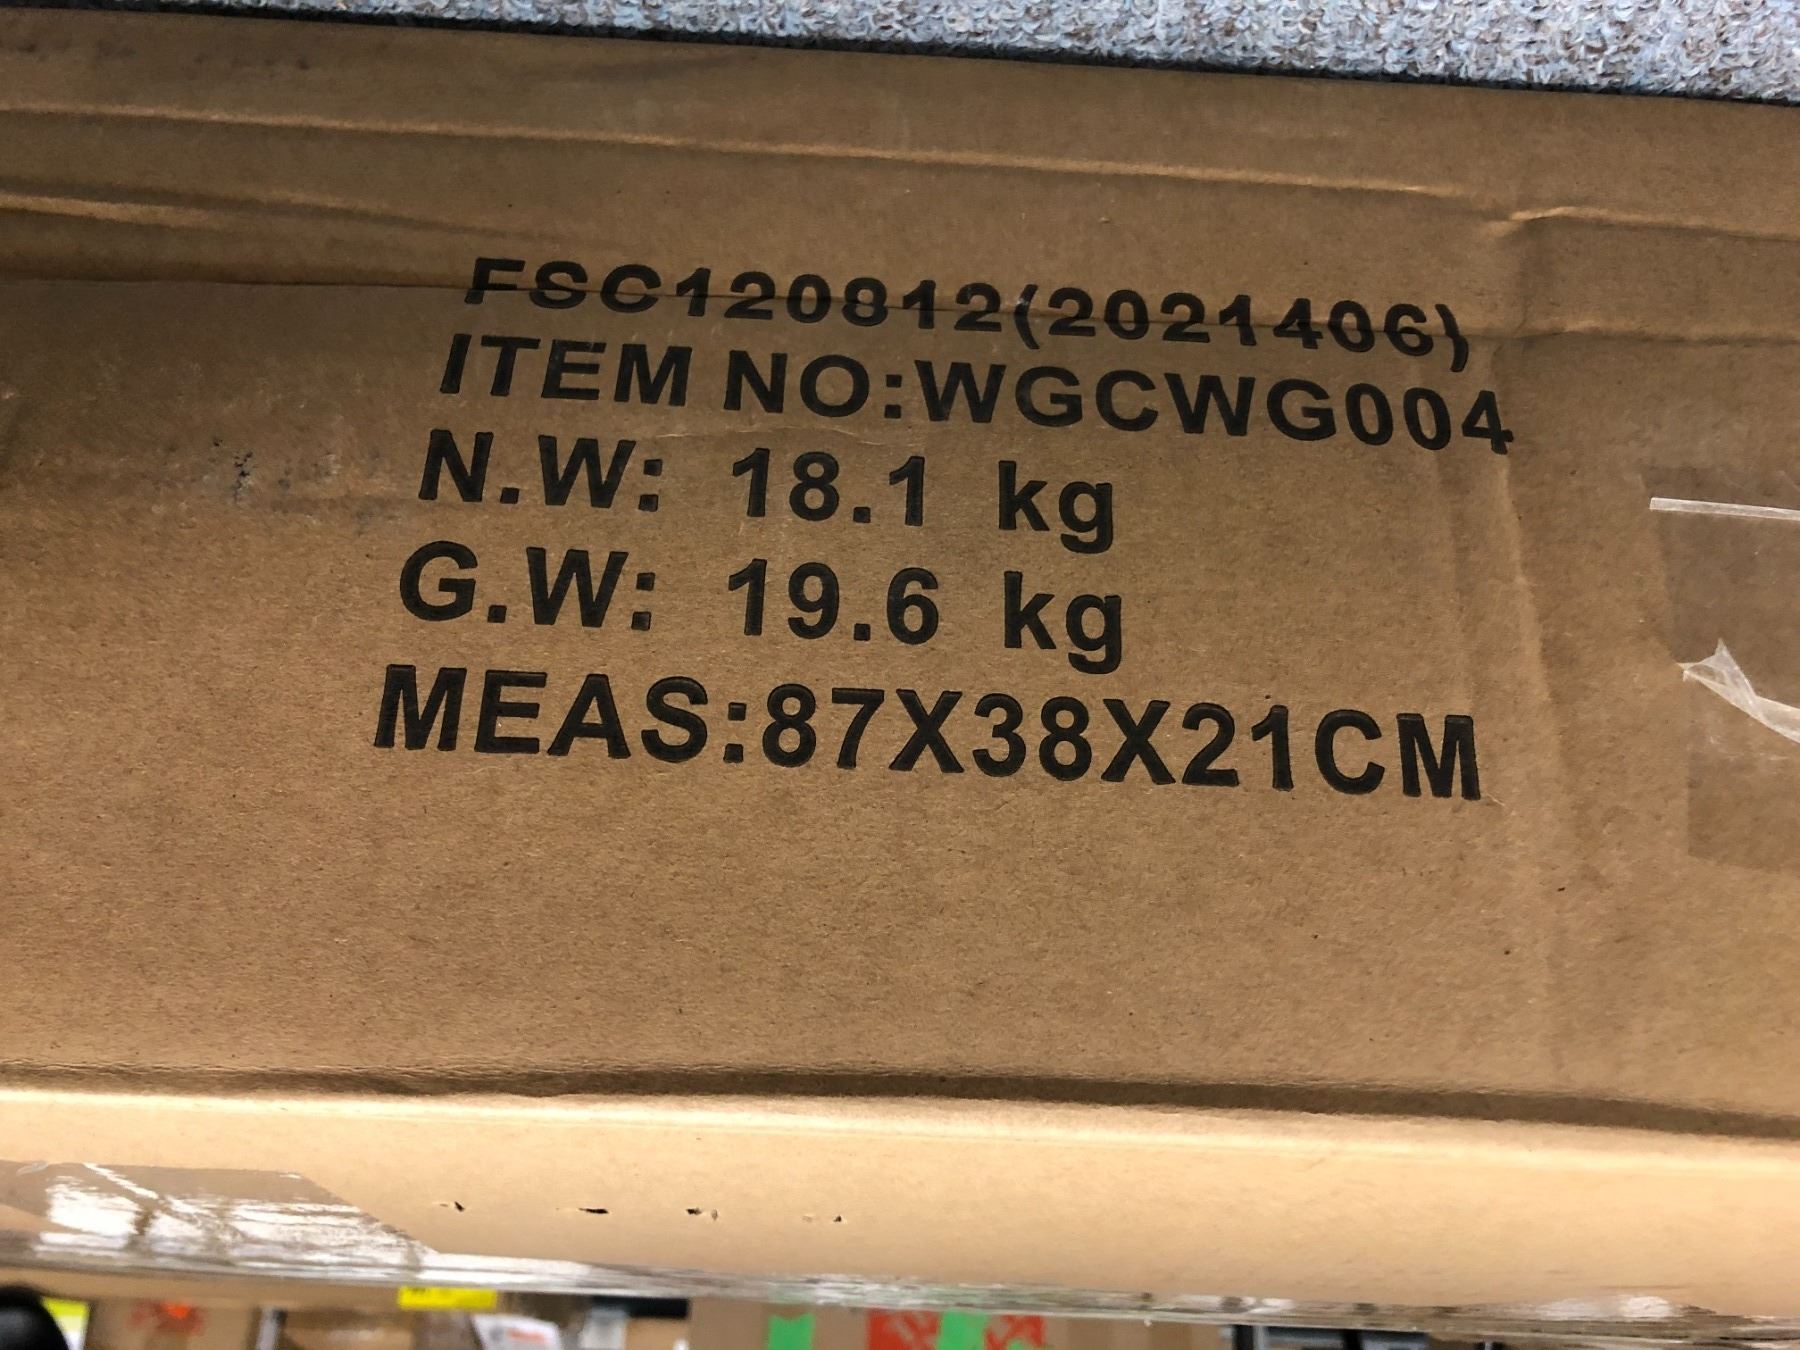 FSC120812(2021406)
ITEM NO:WGCWG004
N.W: 18.1 kg
G.W: 19.6 kg
MEAS:87X38X21CM